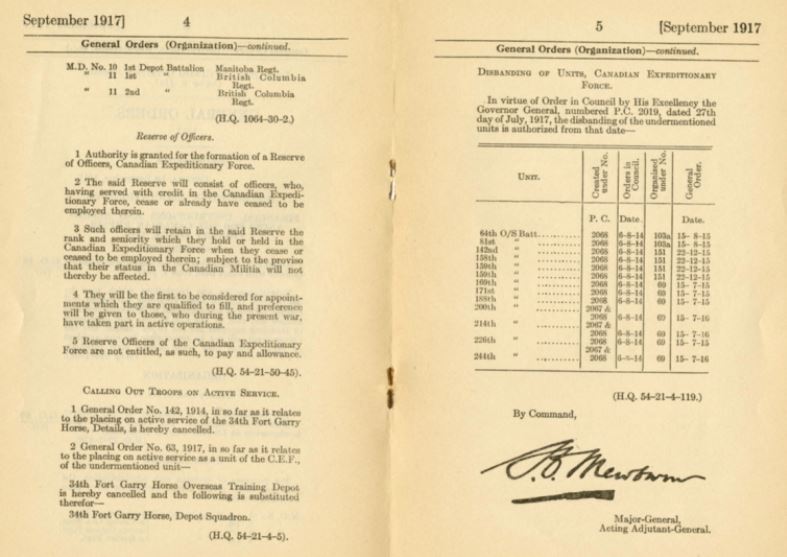 September 1917] 4
General Orders (Organization)—continued.
M.D. No. 10 1st Depot Battalion Manitoba Regt.
" 11 1st " British Columbia
Regt.
" 11 2nd " British Columbia
Regt.
(H.Q. 1064-30-2.)
Reserve of Officers.
1 Authority is granted for the formation of a Reserve
of Officers, Canadian Expeditionary Force.
2 The said Reserve will consist of officers, who,
having served with credit in the Canadian Expedi-
tionary Force, cease or already have ceased to be
employed therein.
3 Such officers will retain in the said Reserve the
rank and seniority which they hold or held in the
Canadian Expeditionary Force when they cease or
ceased to be employed therein; subject to the proviso
that their status in the Canadian Militia will not
thereby be affected.
4 They will be the first to be considered for appoint-
ments which they are qualified to fill, and preference
will be given to those, who during the present war,
have taken part in active operations.
5 Reserve Officers of the Canadian Expeditionary
Force are not entitled, as such, to pay and allowance.
(H.Q. 54-21-50-45).
CALLING OUT TROOPS ON ACTIVE SERVICE.
1 General Order No. 142, 1914, in so far as it relates
to the placing on active service of the 34th Fort Garry
Horse, Details, is hereby cancelled.
2 General Order No. 63, 1917, in so far as it relates
to the placing on active service as a unit of the C.E.F.,
of the undermentioned unit—
34th Fort Garry Horse Overseas Training Depot
is hereby cancelled and the following is substituted
therefor—
34th Fort Garry Horse, Depot Squadron.
(H.Q. 54-21-4-5).
5 [September 1917
General Orders (Organization)—continued.
DISBANDING OF UNITS, CANADIAN EXPEDITIONARY
FORCE.
In virtue of Order in Council by His Excellency the
Governor General, numbered P.C. 2019, dated 27th
day of July, 1917, the disbanding of the undermentioned
units is authorized from that date—
UNIT. Created under No. Orders in Council. Organized under No. General Order.
P. C. Date. Date.
64th O/S Batt........... 2068 6-8-14 103a 15- 8-15
81st " .......... 2068 6-8-14 103a 15- 8-15
142nd " .......... 2068 6-8-14 151 22-12-15
158th " .......... 2068 6-8-14 151 22-12-15
159th " .......... 2068 6-8-14 151 22-12-15
159th " .......... 2068 6-8-14 151 22-12-15
169th " .......... 2068 6-8-14 69 15- 7-15
171st " .......... 2068 6-8-14 69 15- 7-15
188th " .......... 2068 6-8-14 69 15- 7-15
200th " .......... 2067 &
2068 6-8-14 69 15- 7-16
214th " .......... 2067 &
2068 6-8-14 69 15- 7-16
226th " .......... 2068 6-8-14 69 15- 7-15
2067 &
244th " .......... 2068 6-8-14 69 15- 7-16
(H.Q. 54-21-4-119.)
By Command,
Major-General,
Acting Adjutant-General.